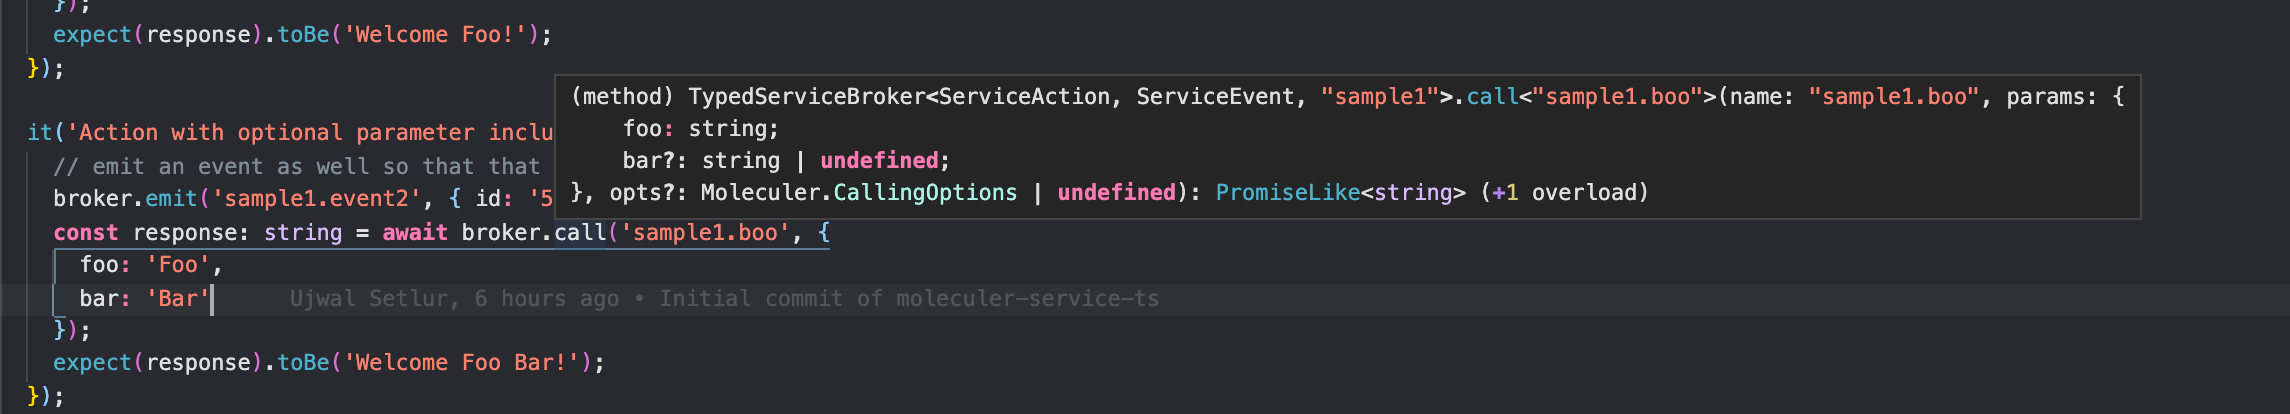 });
expect(response).toBe('Welcome Foo!');
});
(method) TypedServiceBroker<ServiceAction, ServiceEvent, "sample1">.call<"sample1.boo">(name: "sample1.boo", params: {
foo: string;
bar?: string | undefined;
}, opts?: Moleculer.CallingOptions | undefined): PromiseLike<string> (+1 overload)
it('Action with optional parameter inclu
// emit an event as well so that that
broker.emit('sample1.event2', { id: '5
const response: string = await broker.call('sample1.boo', {
foo: 'Foo',
bar: 'Bar' Ujwal Setlur, 6 hours ago • Initial commit of moleculer-service-ts
});
expect(response).toBe('Welcome Foo Bar!');
});